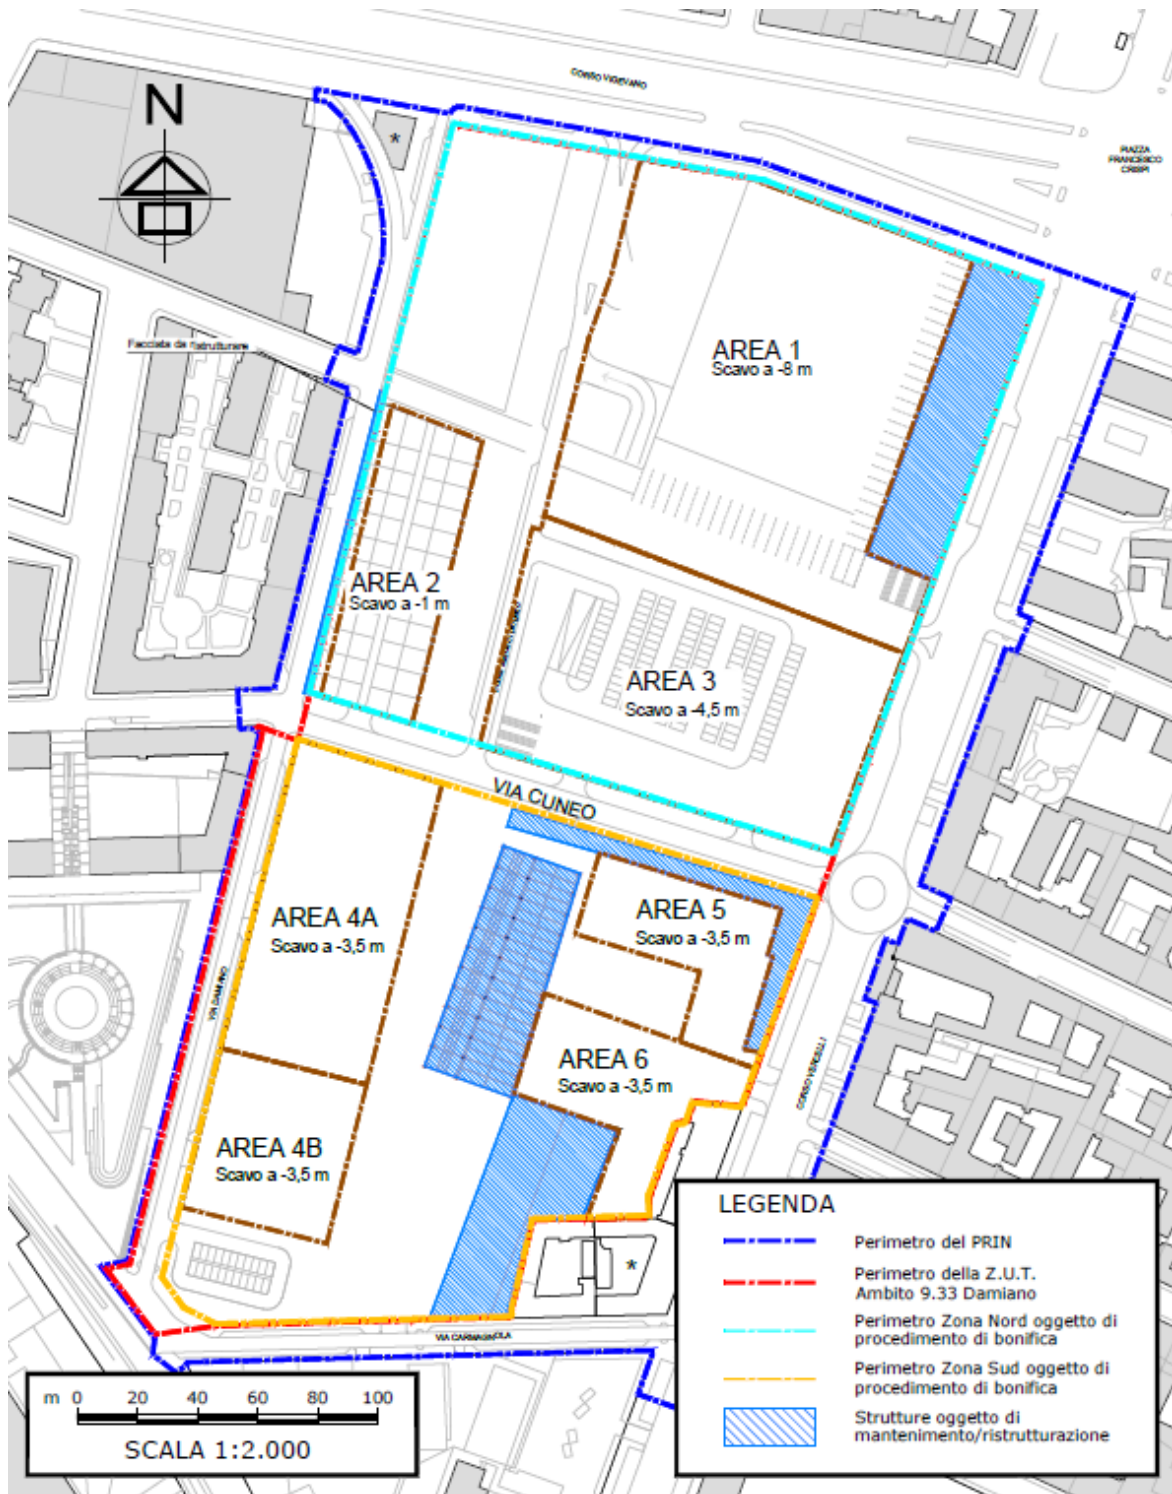 CORSO VIGEVANO
PIAZZA
FRANCESCO
CRISPI
N
*
Facciata da ristrutturare
AREA 1
Scavo a -8 m
AREA 2
Scavo a -1 m
AREA 3
Scavo a -4,5 m
VIA CUNEO
AREA 4A
Scavo a -3,5 m
AREA 5
Scavo a -3,5 m
VIA DAMIANO
AREA 6
Scavo a -3,5 m
CORSO VERCELLI
AREA 4B
Scavo a -3,5 m
*
VIA CARMAGNOLA
LEGENDA
Perimetro del PRIN
Perimetro della Z.U.T.
Ambito 9.33 Damiano
Perimetro Zona Nord oggetto di
procedimento di bonifica
Perimetro Zona Sud oggetto di
procedimento di bonifica
Strutture oggetto di
mantenimento/ristrutturazione
m 0 20 40 60 80 100
SCALA 1:2.000